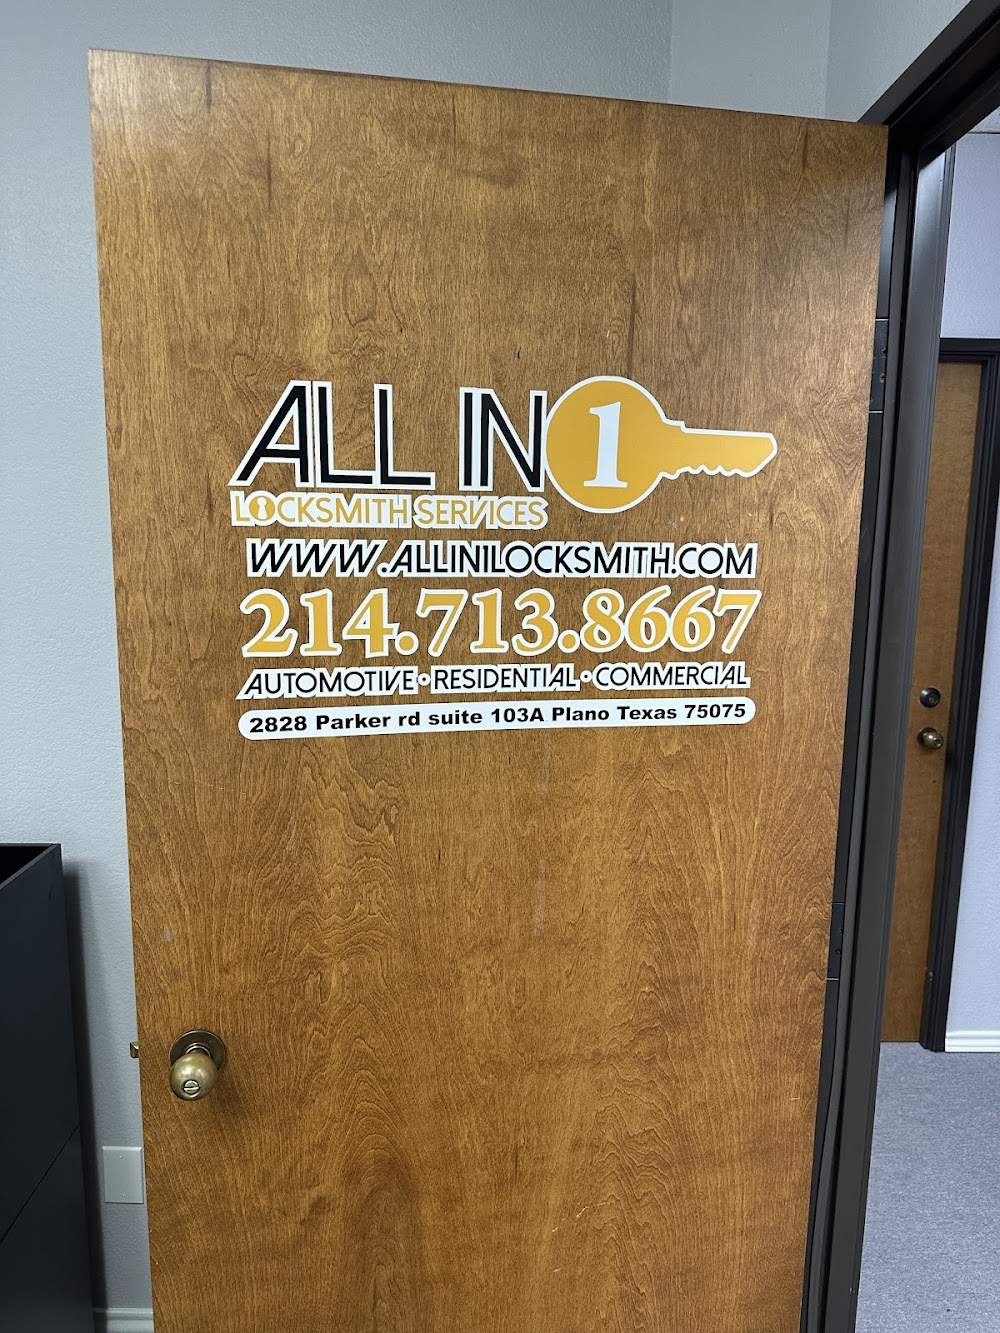 ALL IN 1
LOCKSMITH SERVICES
WWW.ALLIN1LOCKSMITH.COM
214.713.8667
AUTOMOTIVE • RESIDENTIAL • COMMERCIAL
2828 Parker rd suite 103A Plano Texas 75075